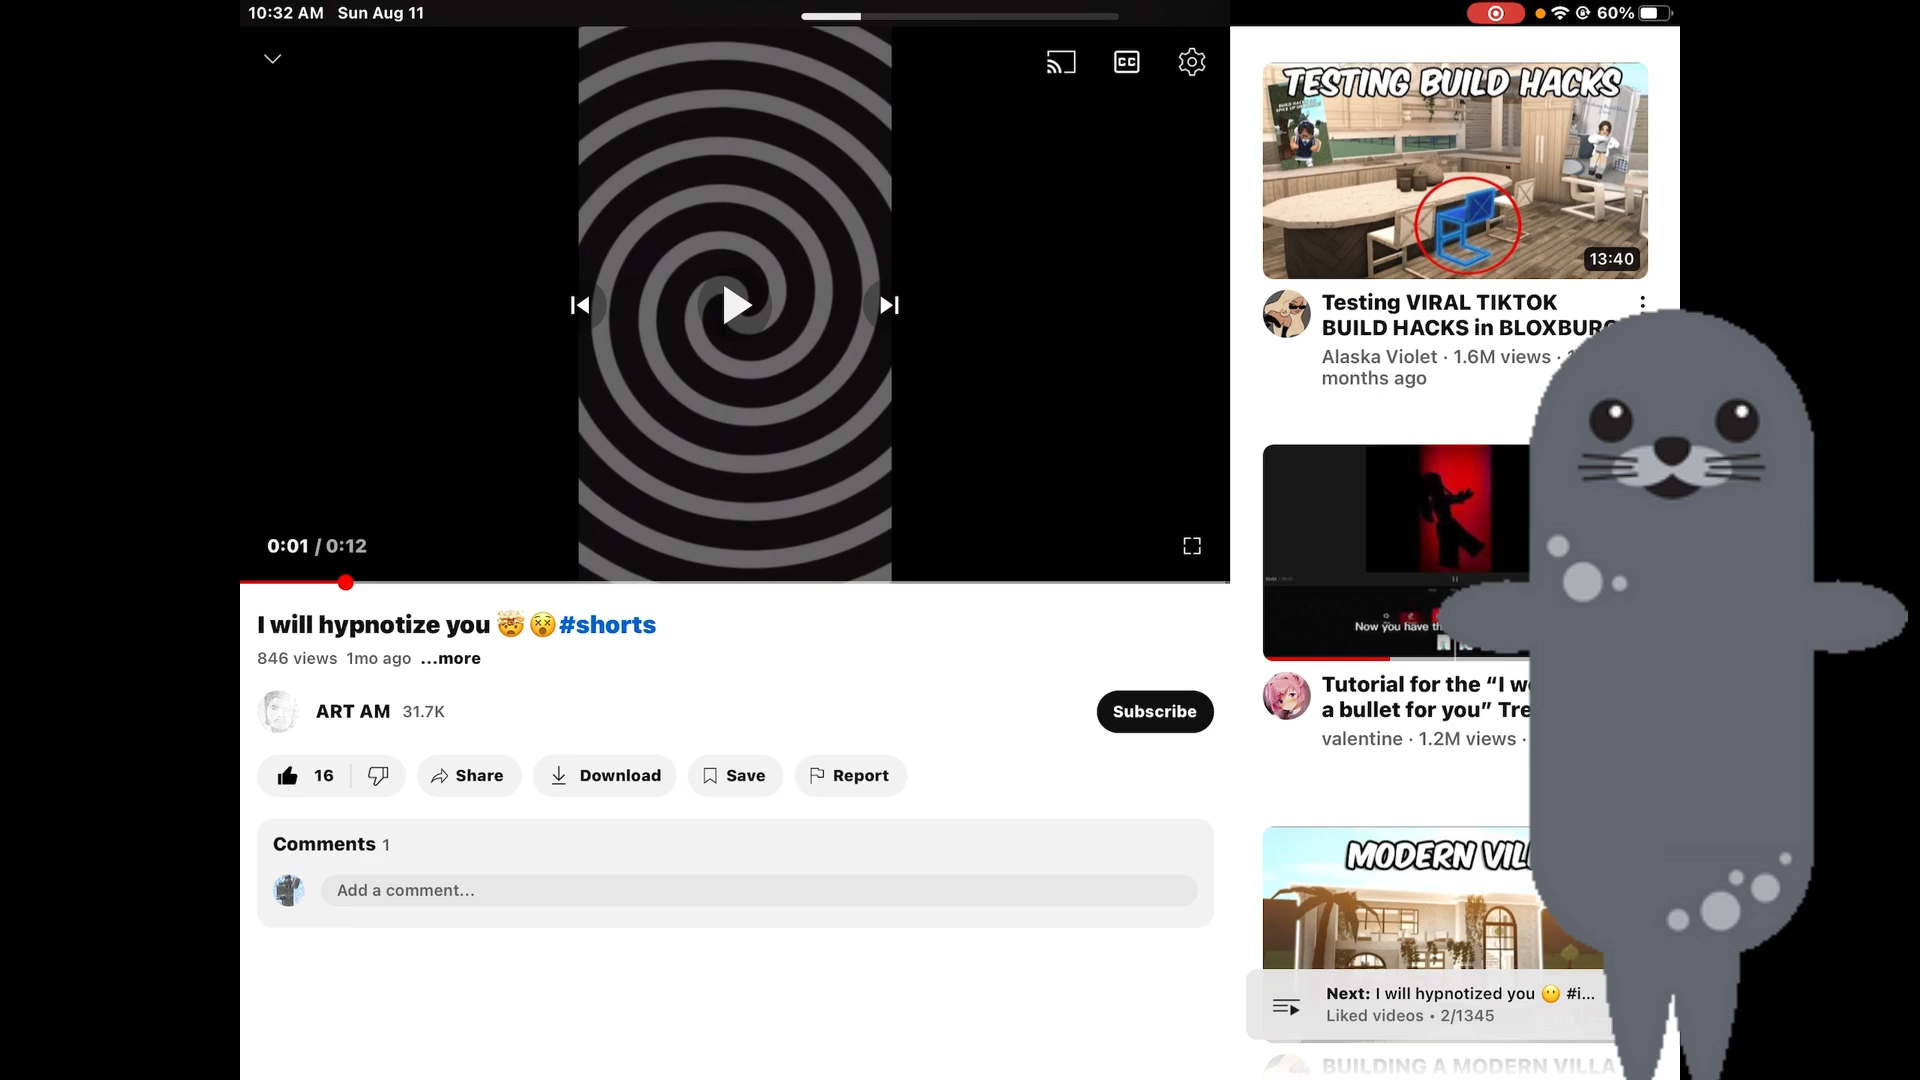 10:32 AM Sun Aug 11
60%
CC
0:01 / 0:12
I will hypnotize you 🤯😵#shorts
846 views 1mo ago ...more
ART AM 31.7K
Subscribe
16
Share
Download
Save
Report
Comments 1
Add a comment...
TESTING BUILD HACKS
13:40
Testing VIRAL TIKTOK
BUILD HACKS in BLOXBURG
Alaska Violet · 1.6M views · 1
months ago
Now you have th
Tutorial for the “I wo
a bullet for you” Tre
valentine · 1.2M views ·
MODERN VIL
Next: I will hypnotized you 😶 #i...
Liked videos • 2/1345
BUILDING A MODERN VILLA